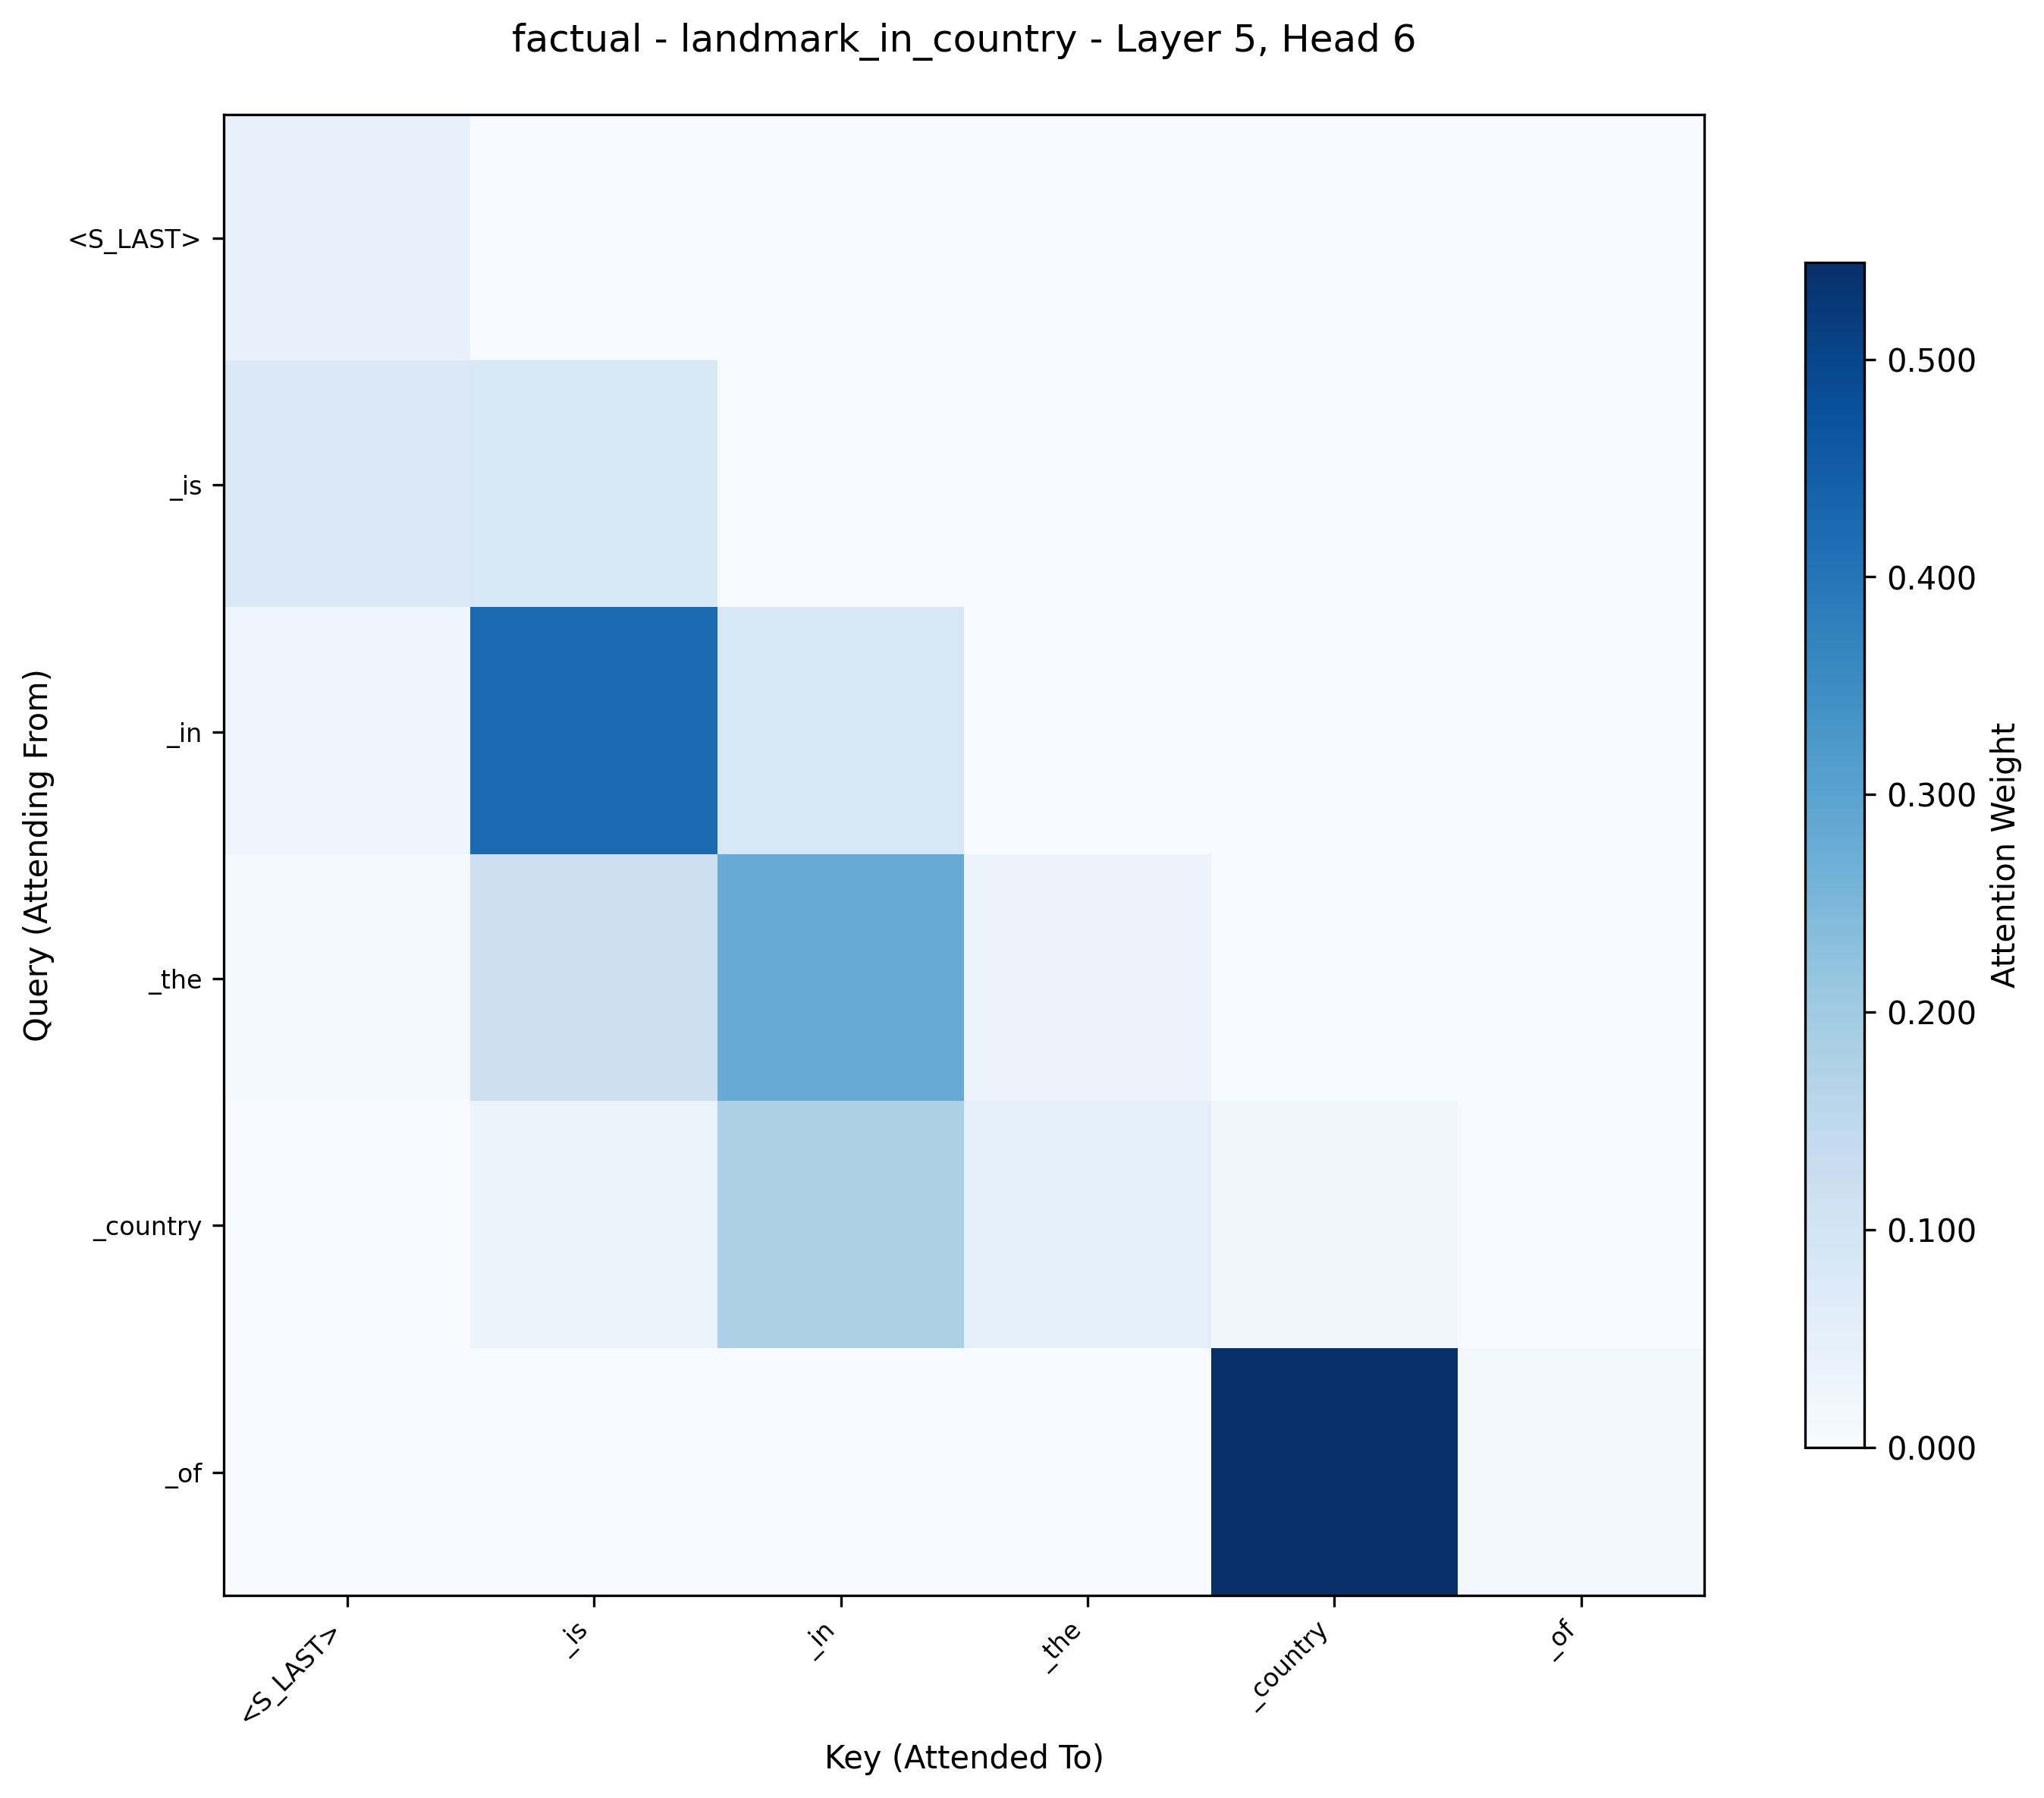 factual - landmark_in_country - Layer 5, Head 6
Query (Attending From)
<S_LAST>
_is
_in
_the
_country
_of
<S_LAST>
_is
_in
_the
_country
_of
Key (Attended To)
0.500
0.400
0.300
0.200
0.100
0.000
Attention Weight